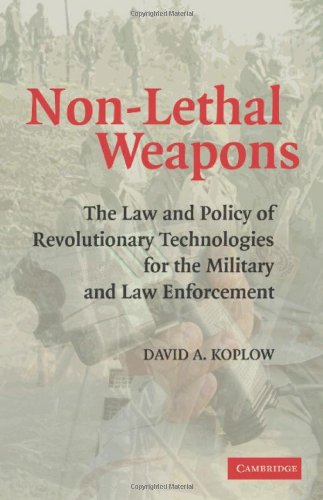 Non-Lethal
Weapons
The Law and Policy of
Revolutionary Technologies
for the Military
and Law Enforcement
DAVID A. KOPLOW
CAMBRIDGE